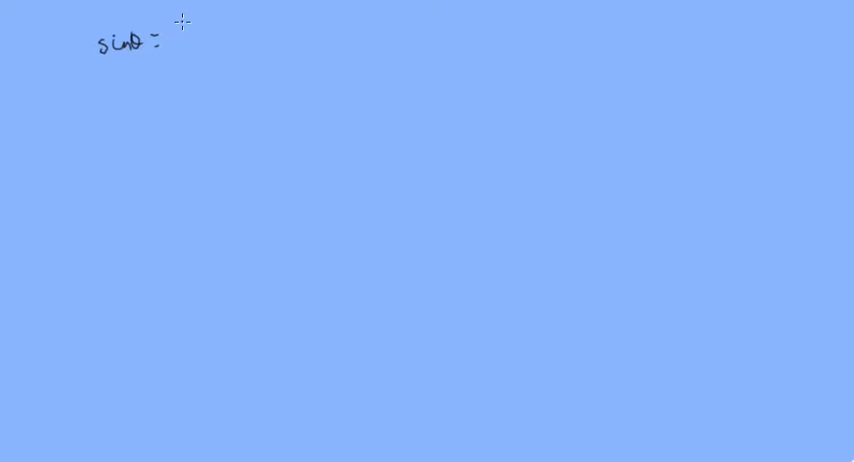 sinθ =